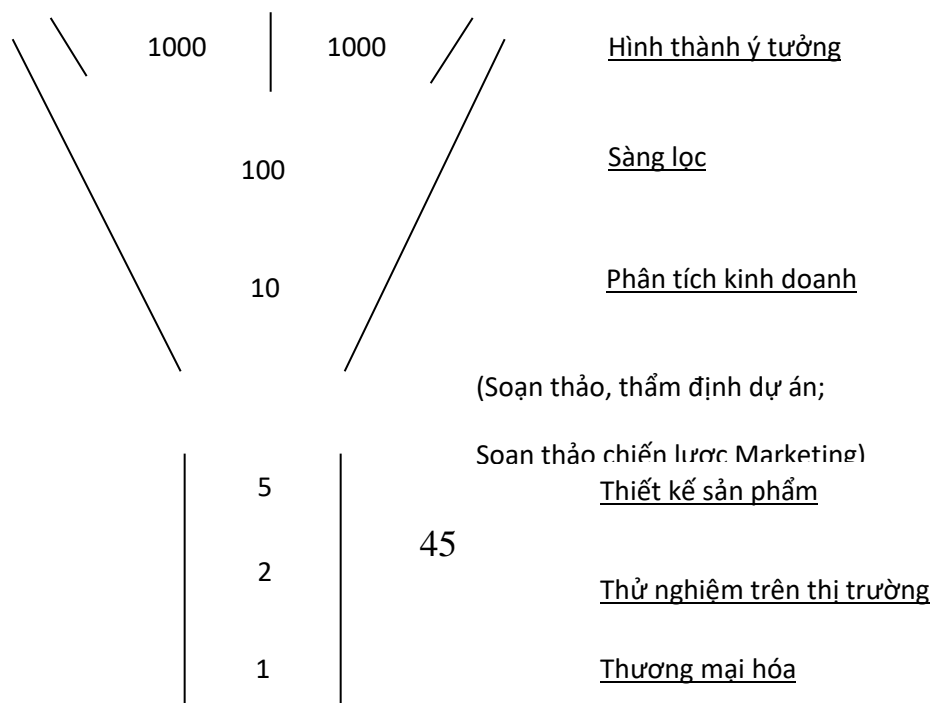 1000 1000 Hình thành ý tưởng
100 Sàng lọc
10 Phân tích kinh doanh
(Soạn thảo, thẩm định dự án;
Soạn thảo chiến lược Marketing)
5 Thiết kế sản phẩm
45
2 Thử nghiệm trên thị trường
1 Thương mại hóa